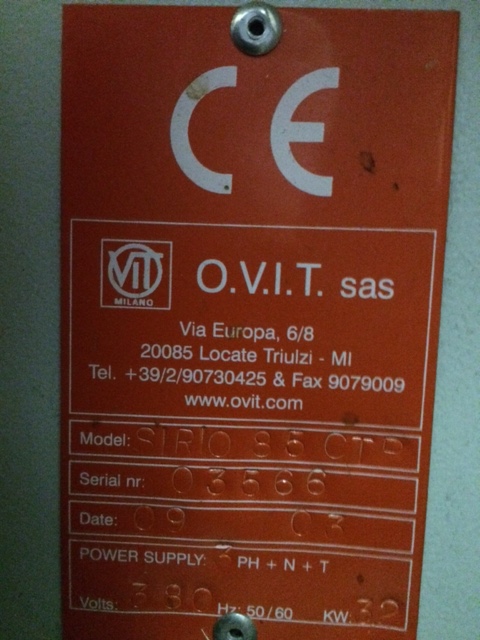 CE
VIT
MILANO
O.V.I.T. sas
Via Europa, 6/8
20085 Locate Triulzi - MI
Tel. +39/2/90730425 & Fax 9079009
www.ovit.com
Model: SIRIO 85 CTP
Serial nr: 03566
Date: 09 03
POWER SUPPLY: 3 PH + N + T
Volts: 380 Hz: 50/60 KW: 32